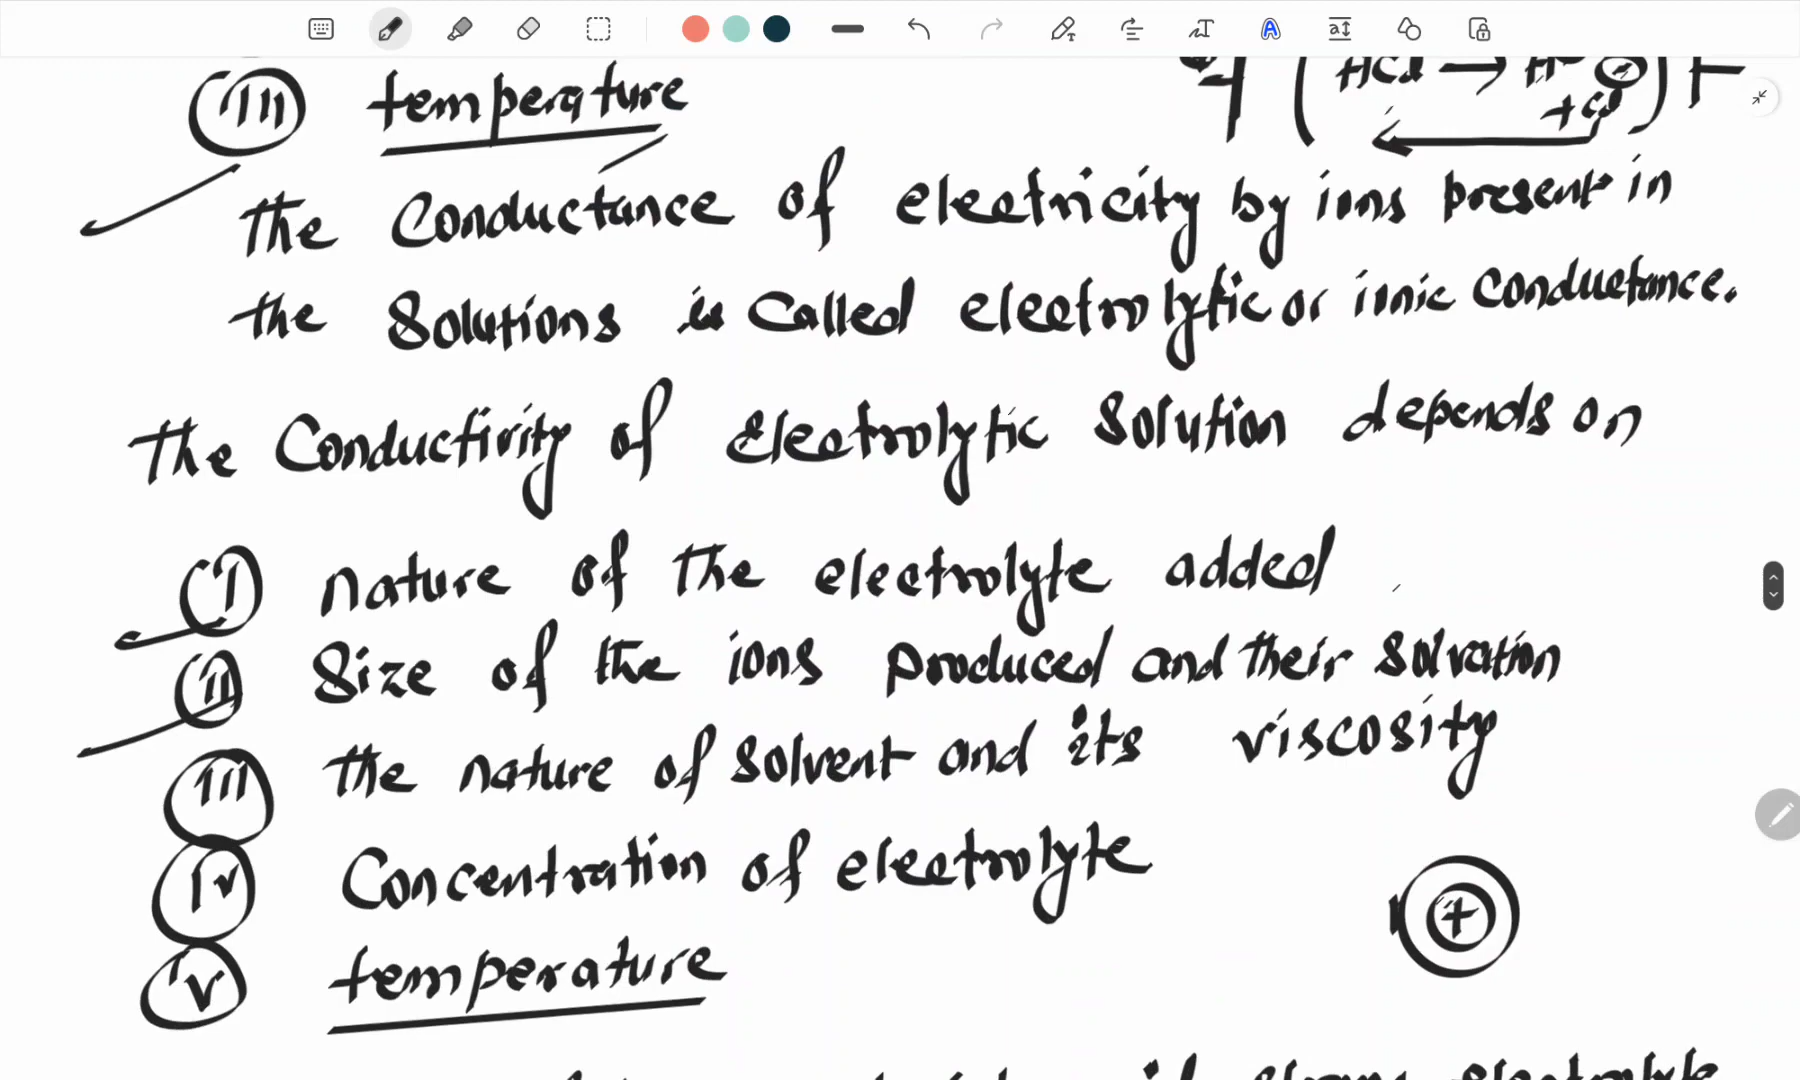 (iii) temperature
HCl → H⊕
+ Cl
the Conductance of electricity by ions present in
the Solutions is Called electrolytic or ionic conductance.
the Conductivity of Electrolytic Solution depends on
(i) nature of the electrolyte added
(ii) Size of the ions produced and their solvation
(iii) the nature of solvent and its viscosity
(iv) Concentration of electrolyte
(v) temperature
+
strong electrolyte